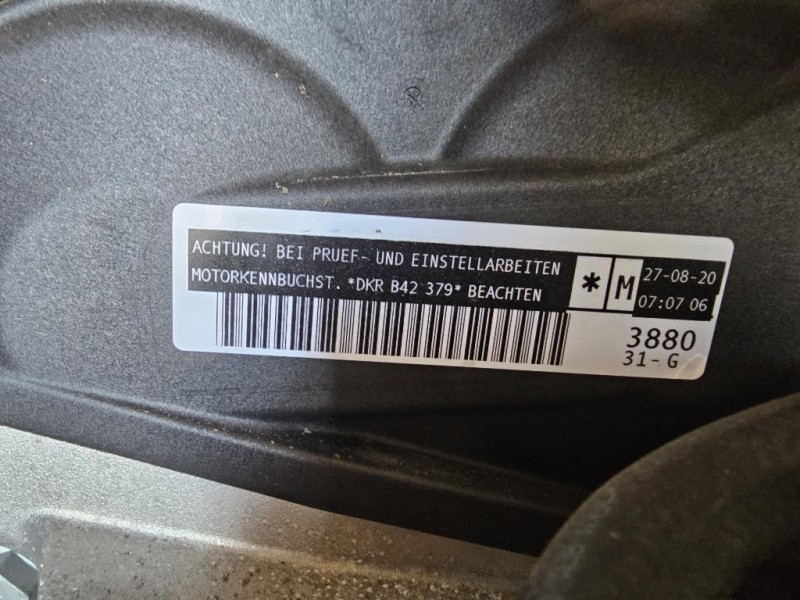 ACHTUNG! BEI PRUEF- UND EINSTELLARBEITEN
MOTORKENNBUCHST. *DKR B42 379* BEACHTEN
* M
27-08-20
07:07 06
3880
31- G